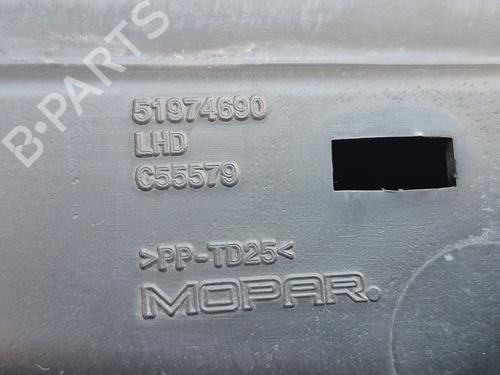 B-PARTS
51974690
LHD
C55579
>PP-TD25<
MOPAR.